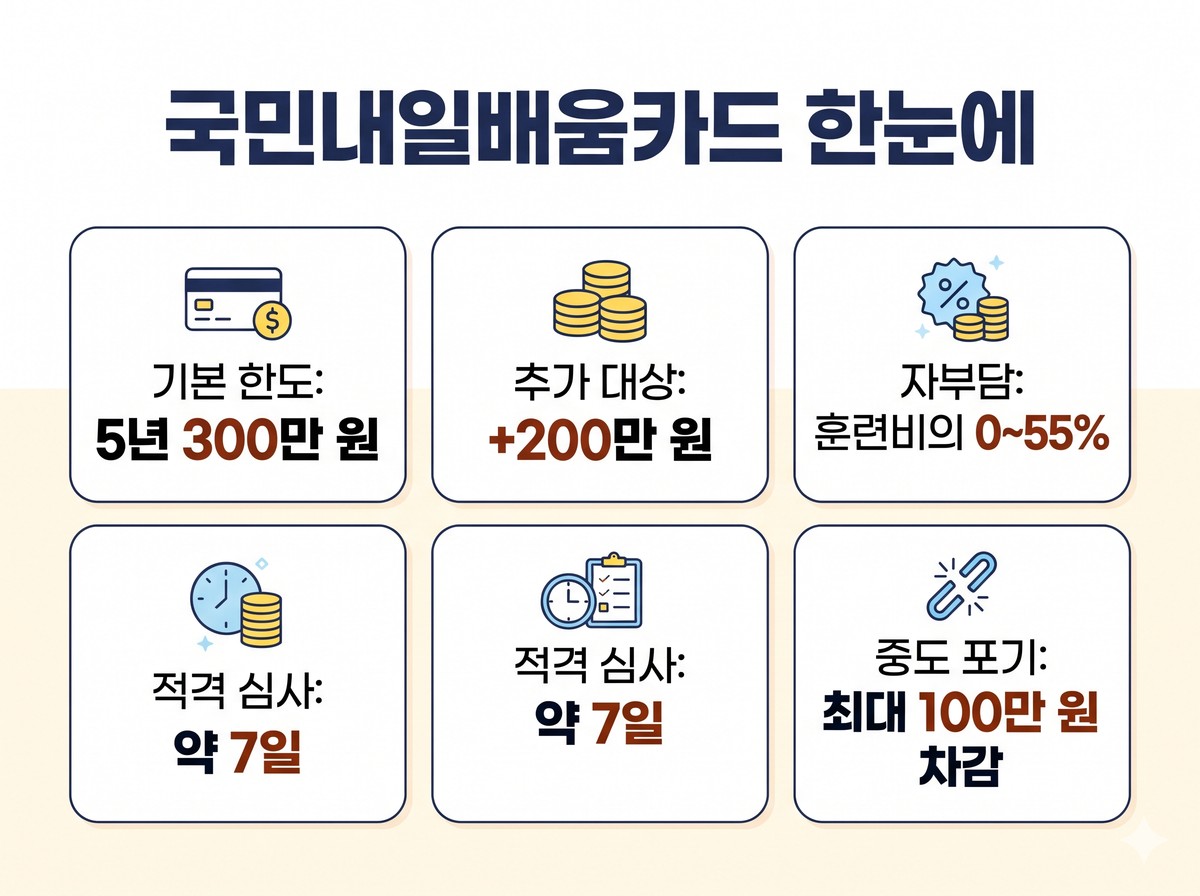 국민내일배움카드 한눈에
기본 한도:
5년 300만 원
추가 대상:
+200만 원
자부담:
훈련비의 0~55%
적격 심사:
약 7일
적격 심사:
약 7일
중도 포기:
최대 100만 원
차감